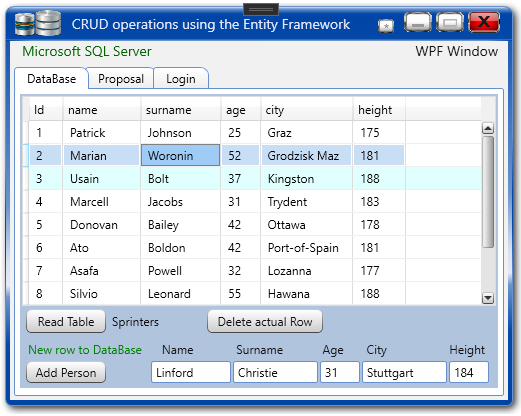 CRUD operations using the Entity Framework
Microsoft SQL Server WPF Window
DataBase Proposal Login
Id name surname age city height
1 Patrick Johnson 25 Graz 175
2 Marian Woronin 52 Grodzisk Maz 181
3 Usain Bolt 37 Kingston 188
4 Marcell Jacobs 31 Trydent 183
5 Donovan Bailey 42 Ottawa 178
6 Ato Boldon 42 Port-of-Spain 181
7 Asafa Powell 32 Lozanna 177
8 Silvio Leonard 55 Hawana 188
Read Table Sprinters Delete actual Row
New row to DataBase Name Surname Age City Height
Add Person Linford Christie 31 Stuttgart 184